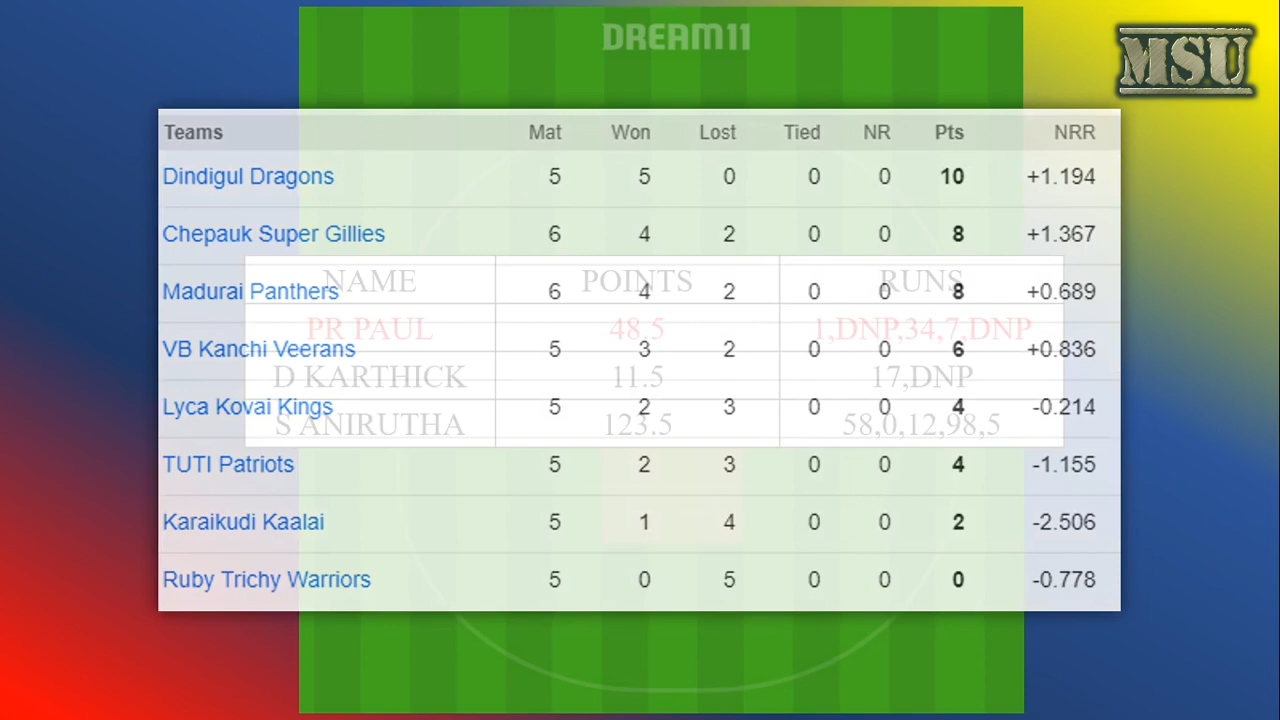 DREAM11
MSU
Teams Mat Won Lost Tied NR Pts NRR
Dindigul Dragons 5 5 0 0 0 10 +1.194
Chepauk Super Gillies 6 4 2 0 0 8 +1.367
NAME POINTS RUNS
Madurai Panthers 6 4 2 0 0 8 +0.689
PR PAUL 48.5 1,DNP,34,7,DNP
VB Kanchi Veerans 5 3 2 0 0 6 +0.836
D KARTHICK 11.5 17,DNP
Lyca Kovai Kings 5 2 3 0 0 4 -0.214
S ANIRUTHA 123.5 58,0,12,98,5
TUTI Patriots 5 2 3 0 0 4 -1.155
Karaikudi Kaalai 5 1 4 0 0 2 -2.506
Ruby Trichy Warriors 5 0 5 0 0 0 -0.778